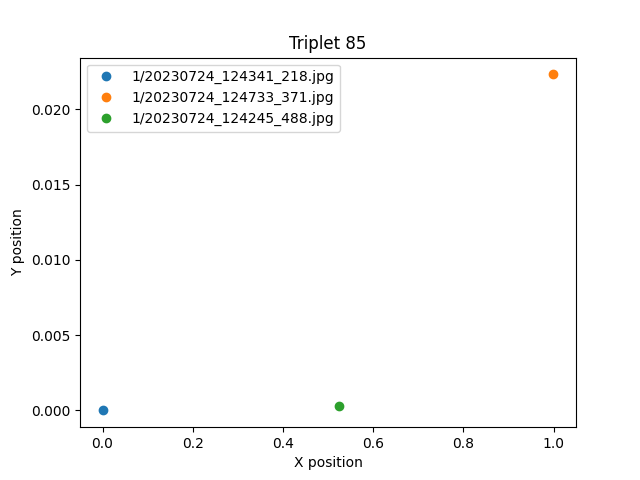 Triplet 85
1/20230724_124341_218.jpg
1/20230724_124733_371.jpg
1/20230724_124245_488.jpg
0.020
0.015
0.010
0.005
0.000
Y position
0.0 0.2 0.4 0.6 0.8 1.0
X position